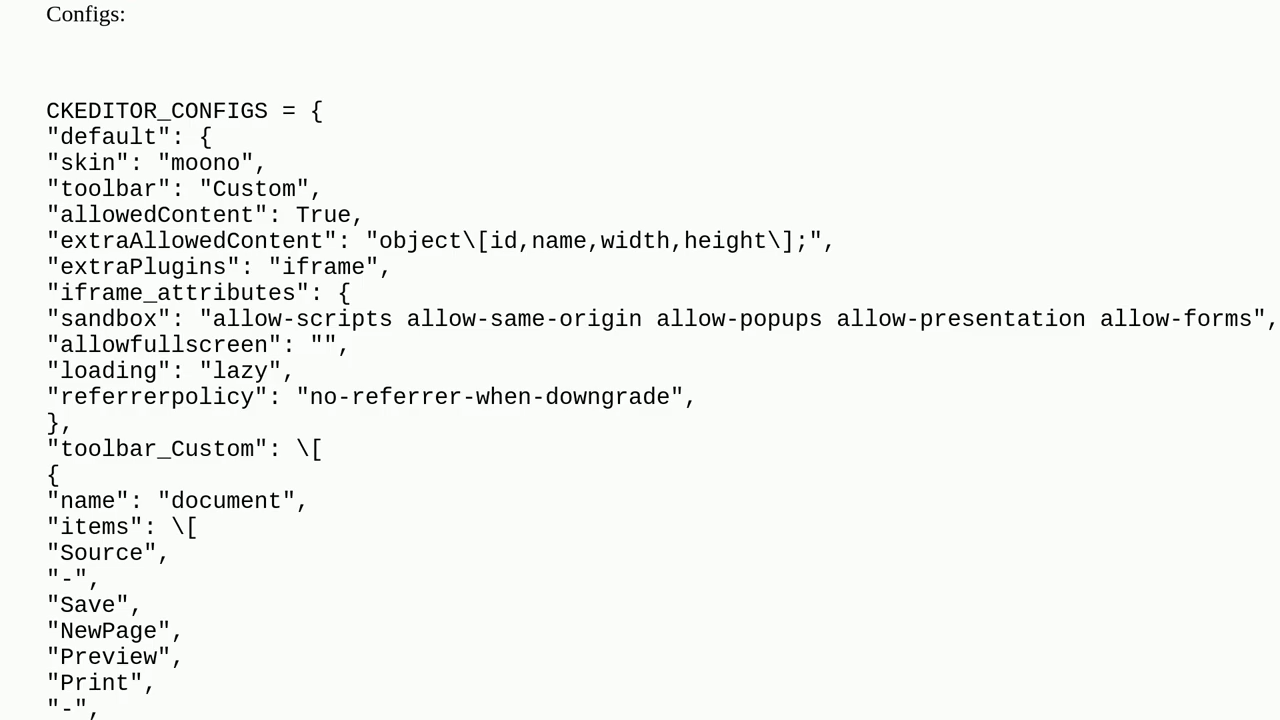 Configs:
CKEDITOR_CONFIGS = {
"default": {
"skin": "moono",
"toolbar": "Custom",
"allowedContent": True,
"extraAllowedContent": "object\[id,name,width,height\];",
"extraPlugins": "iframe",
"iframe_attributes": {
"sandbox": "allow-scripts allow-same-origin allow-popups allow-presentation allow-forms",
"allowfullscreen": "",
"loading": "lazy",
"referrerpolicy": "no-referrer-when-downgrade",
},
"toolbar_Custom": \[
{
"name": "document",
"items": \[
"Source",
"-",
"Save",
"NewPage",
"Preview",
"Print",
"-",